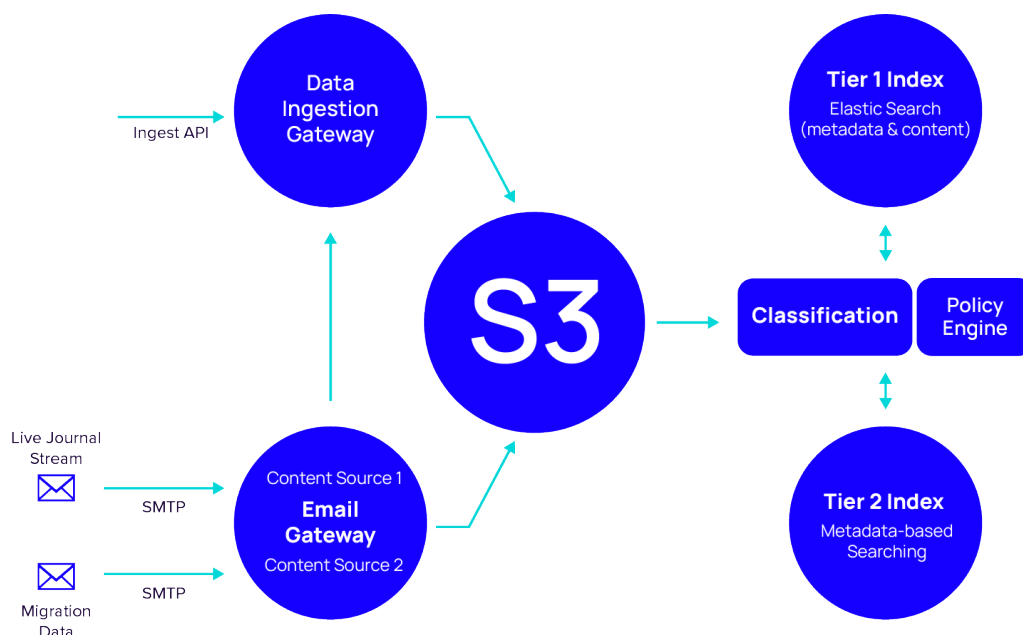 Data
Ingestion
Gateway
Ingest API
Tier 1 Index
Elastic Search
(metadata & content)
S3
Classification
Policy
Engine
Live Journal
Stream
SMTP
Content Source 1
Email
Gateway
Content Source 2
SMTP
Migration
Data
Tier 2 Index
Metadata-based
Searching